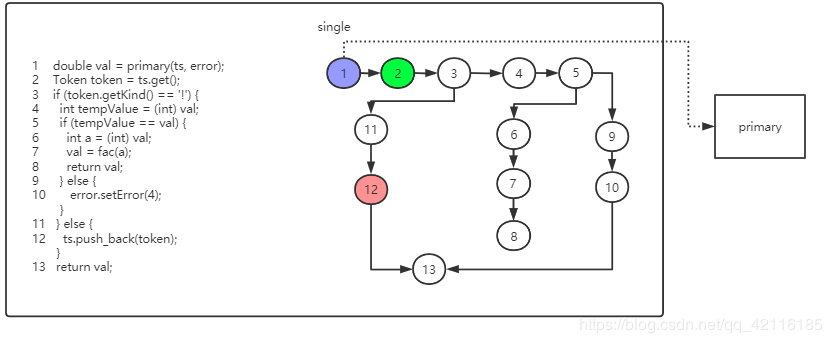 single
1 double val = primary(ts, error);
2 Token token = ts.get();
3 if (token.getKind() == '!') {
4 int tempValue = (int) val;
5 if (tempValue == val) {
6 int a = (int) val;
7 val = fac(a);
8 return val;
9 } else {
10 error.setError(4);
}
11 } else {
12 ts.push_back(token);
}
13 return val;
1 2 3 4 5
11 6 9
12 7 10
8
13
primary
https://blog.csdn.net/qq_42116185